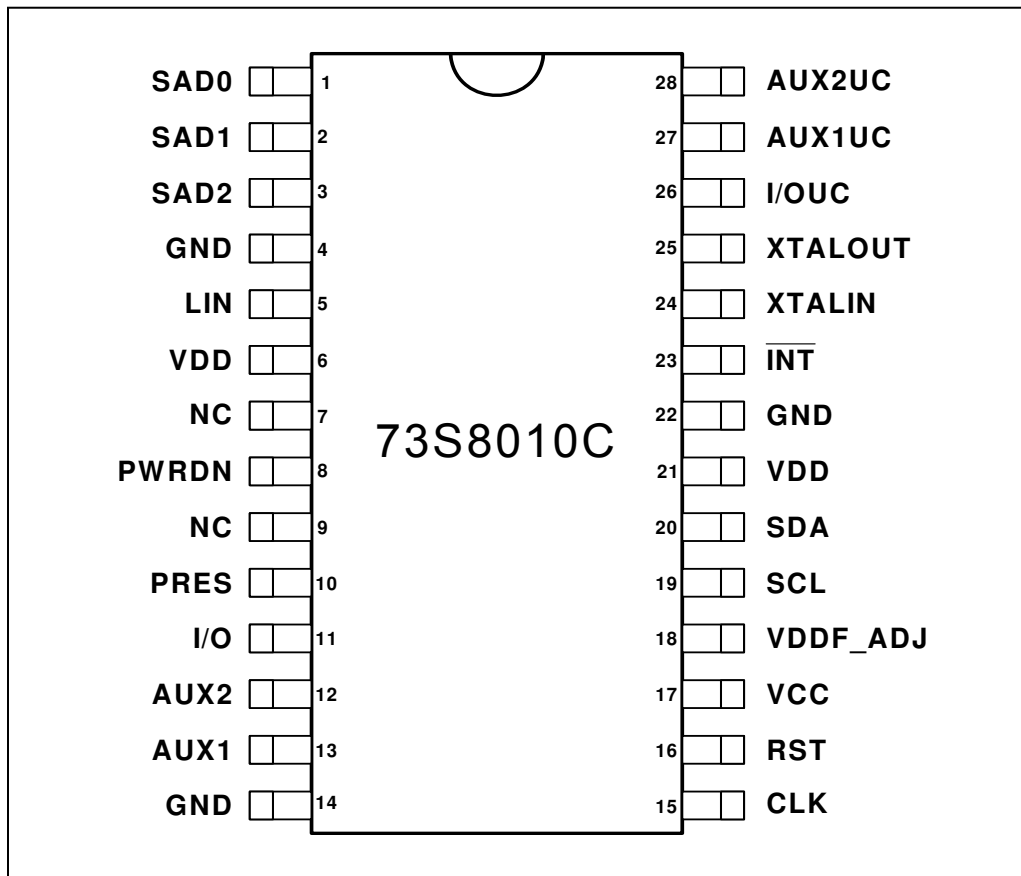 SAD0 1 28 AUX2UC
SAD1 2 27 AUX1UC
SAD2 3 26 I/OUC
GND 4 25 XTALOUT
LIN 5 24 XTALIN
VDD 6 23 INT
NC 7 22 GND
73S8010C
PWRDN 8 21 VDD
NC 9 20 SDA
PRES 10 19 SCL
I/O 11 18 VDDF_ADJ
AUX2 12 17 VCC
AUX1 13 16 RST
GND 14 15 CLK